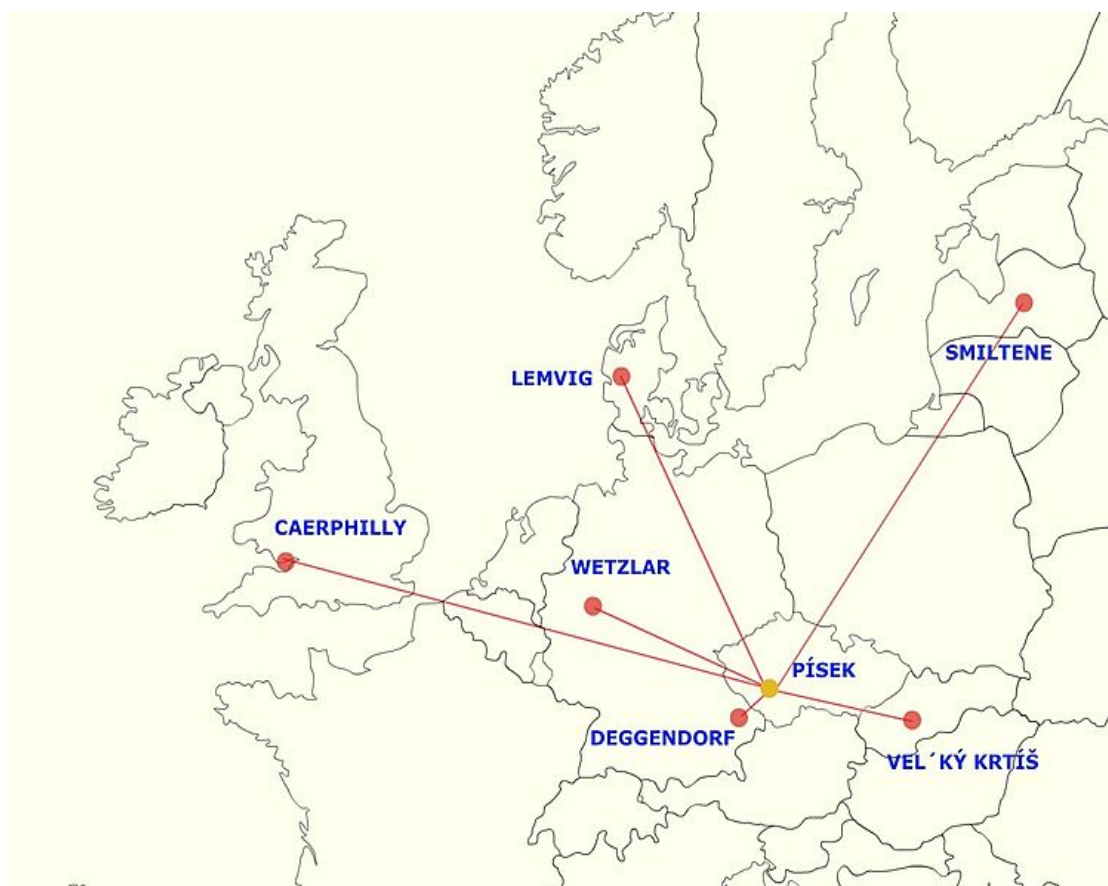 SMILTENE
LEMVIG
CAERPHILLY
WETZLAR
PÍSEK
DEGGENDORF
VEL´KÝ KRTÍŠ